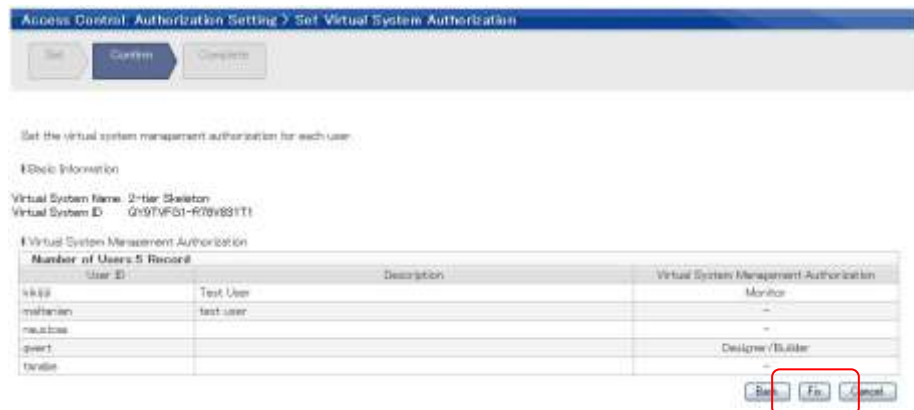 Access Control: Authorization Setting > Set Virtual System Authorization
Set Confirm Complete
Set the virtual system management authorization for each user.
Basic Information
Virtual System Name 2-tier Skeleton
Virtual System ID
Virtual System Management Authorization
Number of Users:5 Record
User ID Description Virtual System Management Authorization
Test User Monitor
test user -
-
qwert Designer/Builder
tanabe -
Back Fix Cancel